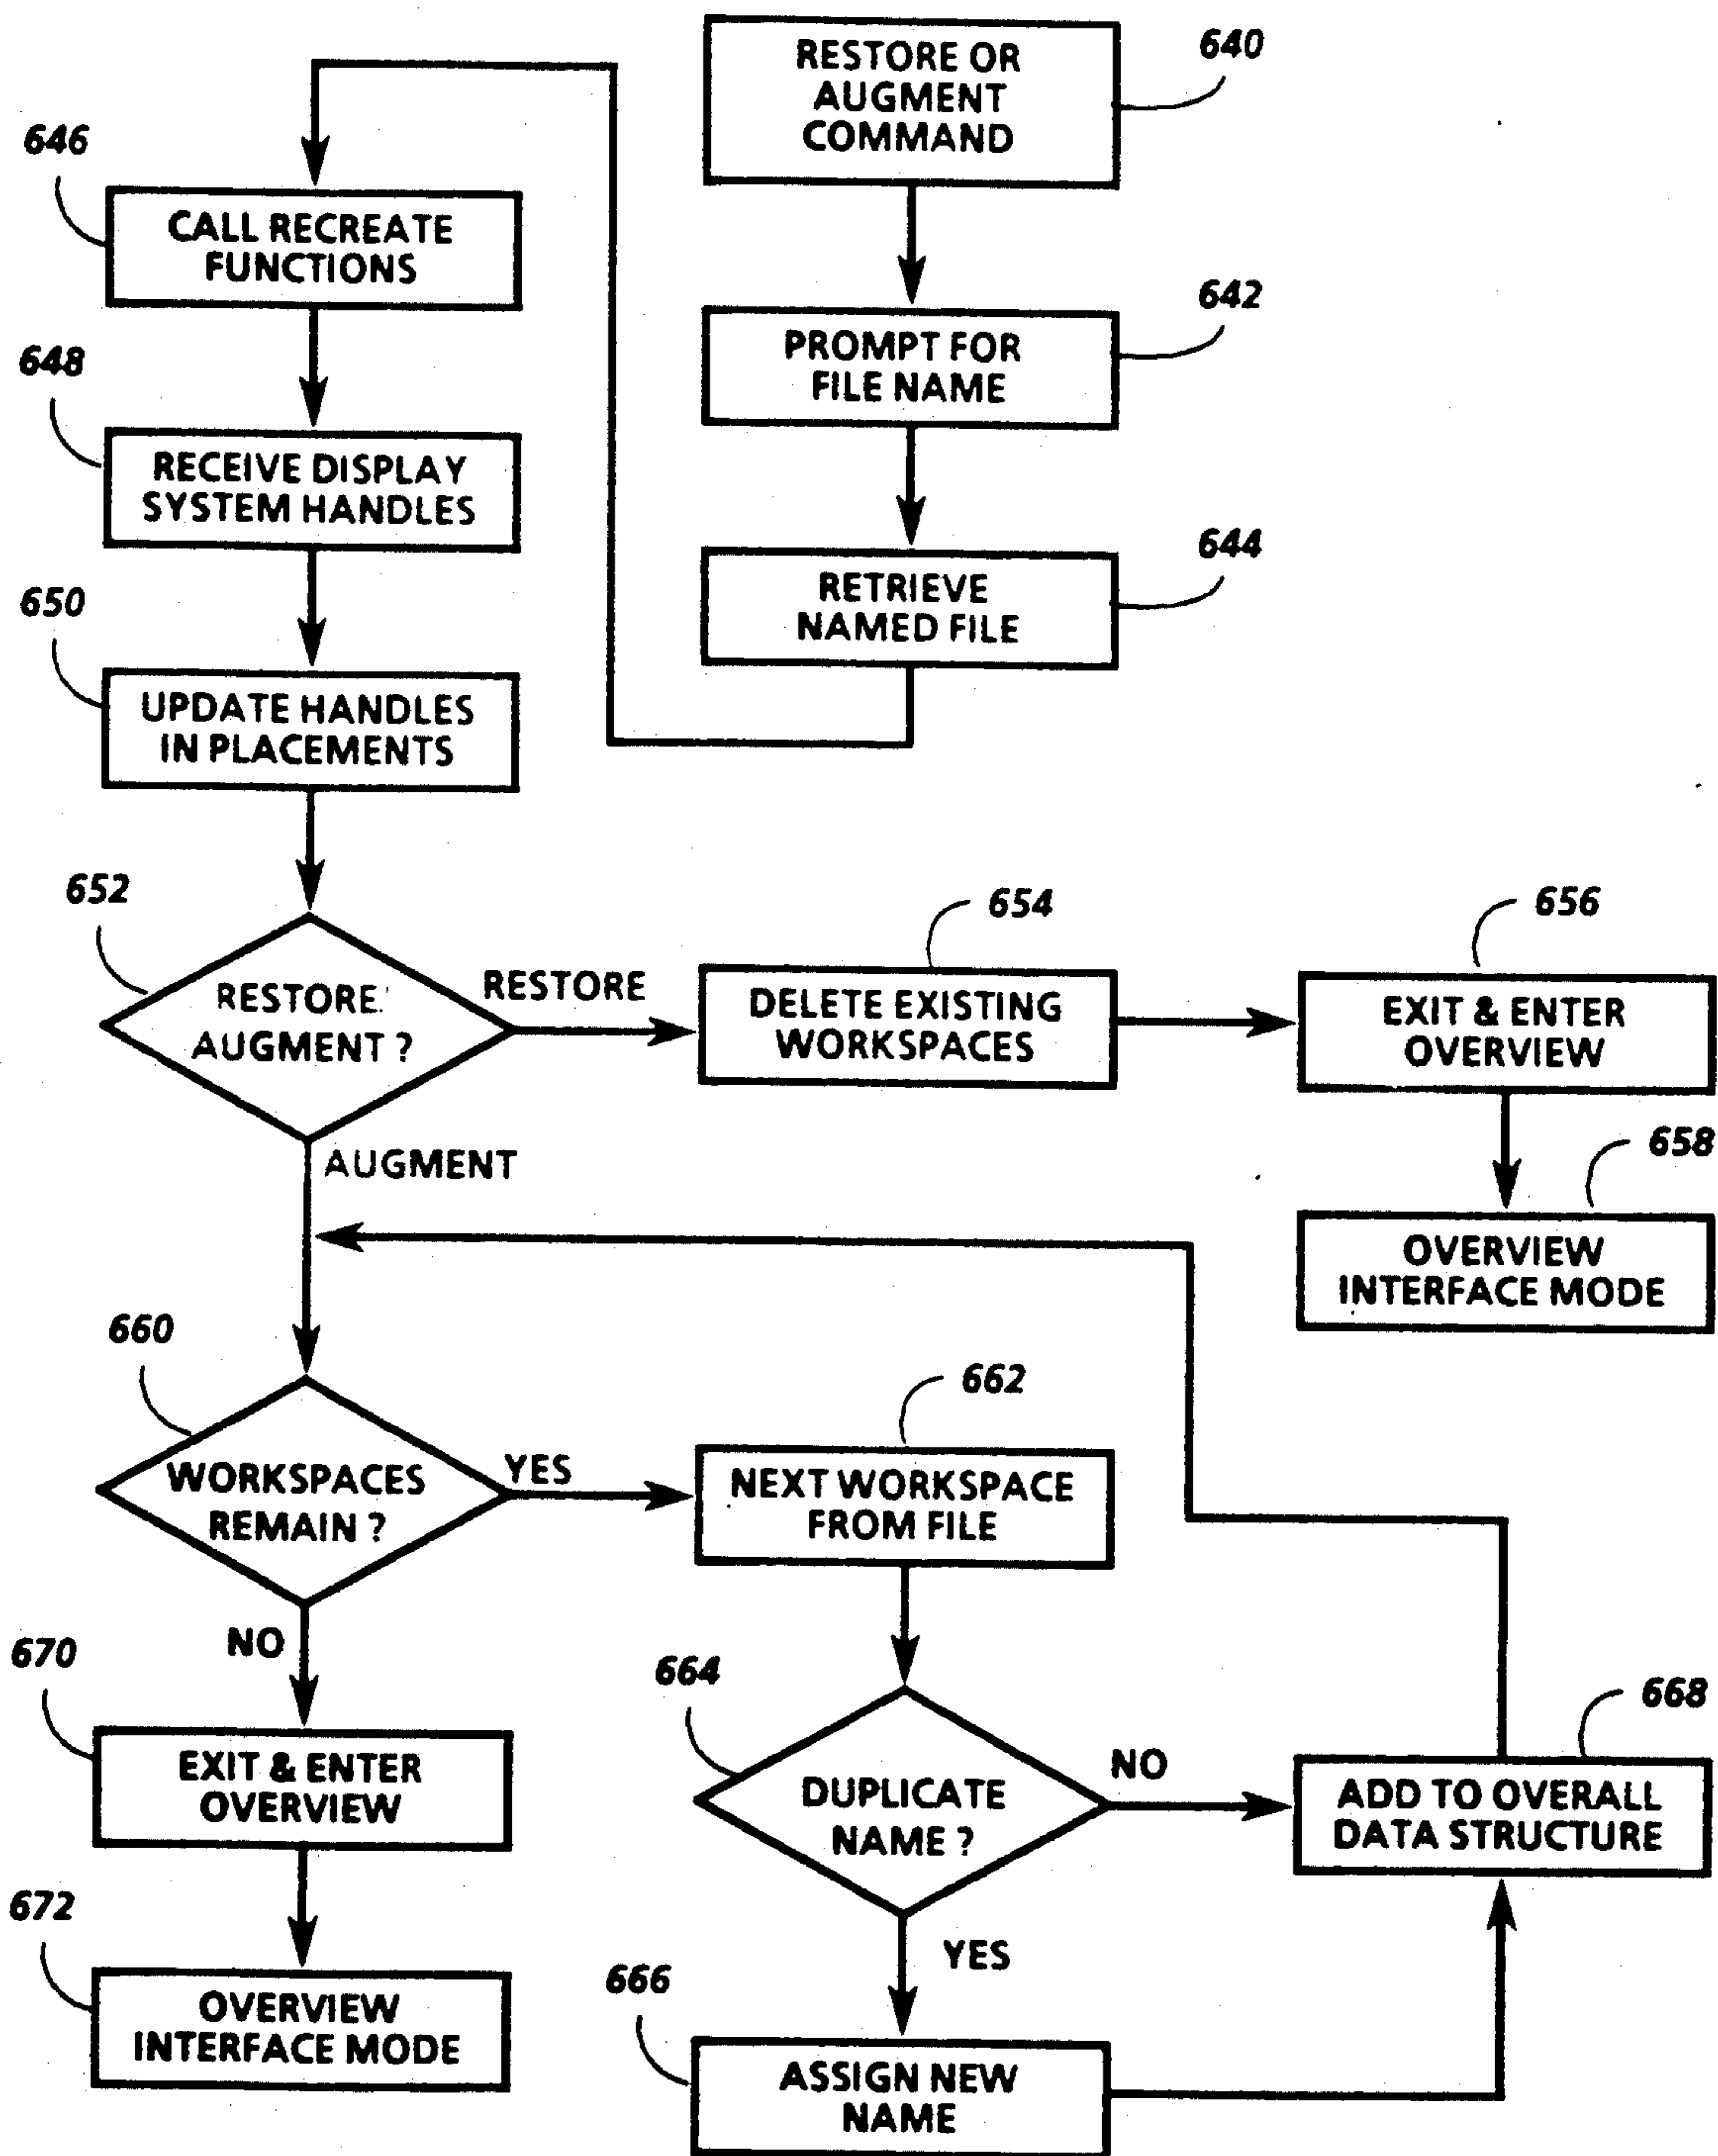 640
RESTORE OR
AUGMENT
COMMAND
642
PROMPT FOR
FILE NAME
644
RETRIEVE
NAMED FILE
646
CALL RECREATE
FUNCTIONS
648
RECEIVE DISPLAY
SYSTEM HANDLES
650
UPDATE HANDLES
IN PLACEMENTS
652
RESTORE.
AUGMENT ?
RESTORE
AUGMENT
654
DELETE EXISTING
WORKSPACES
656
EXIT & ENTER
OVERVIEW
658
OVERVIEW
INTERFACE MODE
660
WORKSPACES
REMAIN ?
YES
NO
662
NEXT WORKSPACE
FROM FILE
664
DUPLICATE
NAME ?
NO
YES
666
ASSIGN NEW
NAME
668
ADD TO OVERALL
DATA STRUCTURE
670
EXIT & ENTER
OVERVIEW
672
OVERVIEW
INTERFACE MODE